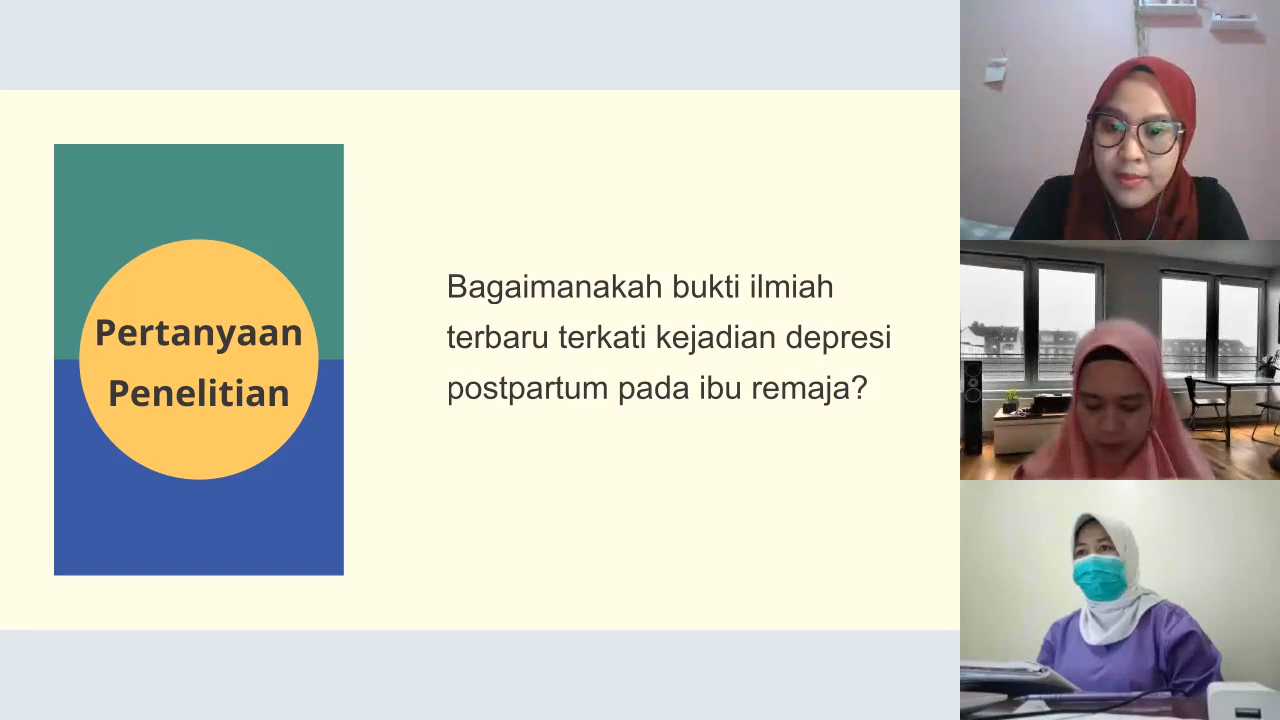 Pertanyaan
Penelitian
Bagaimanakah bukti ilmiah
terbaru terkati kejadian depresi
postpartum pada ibu remaja?